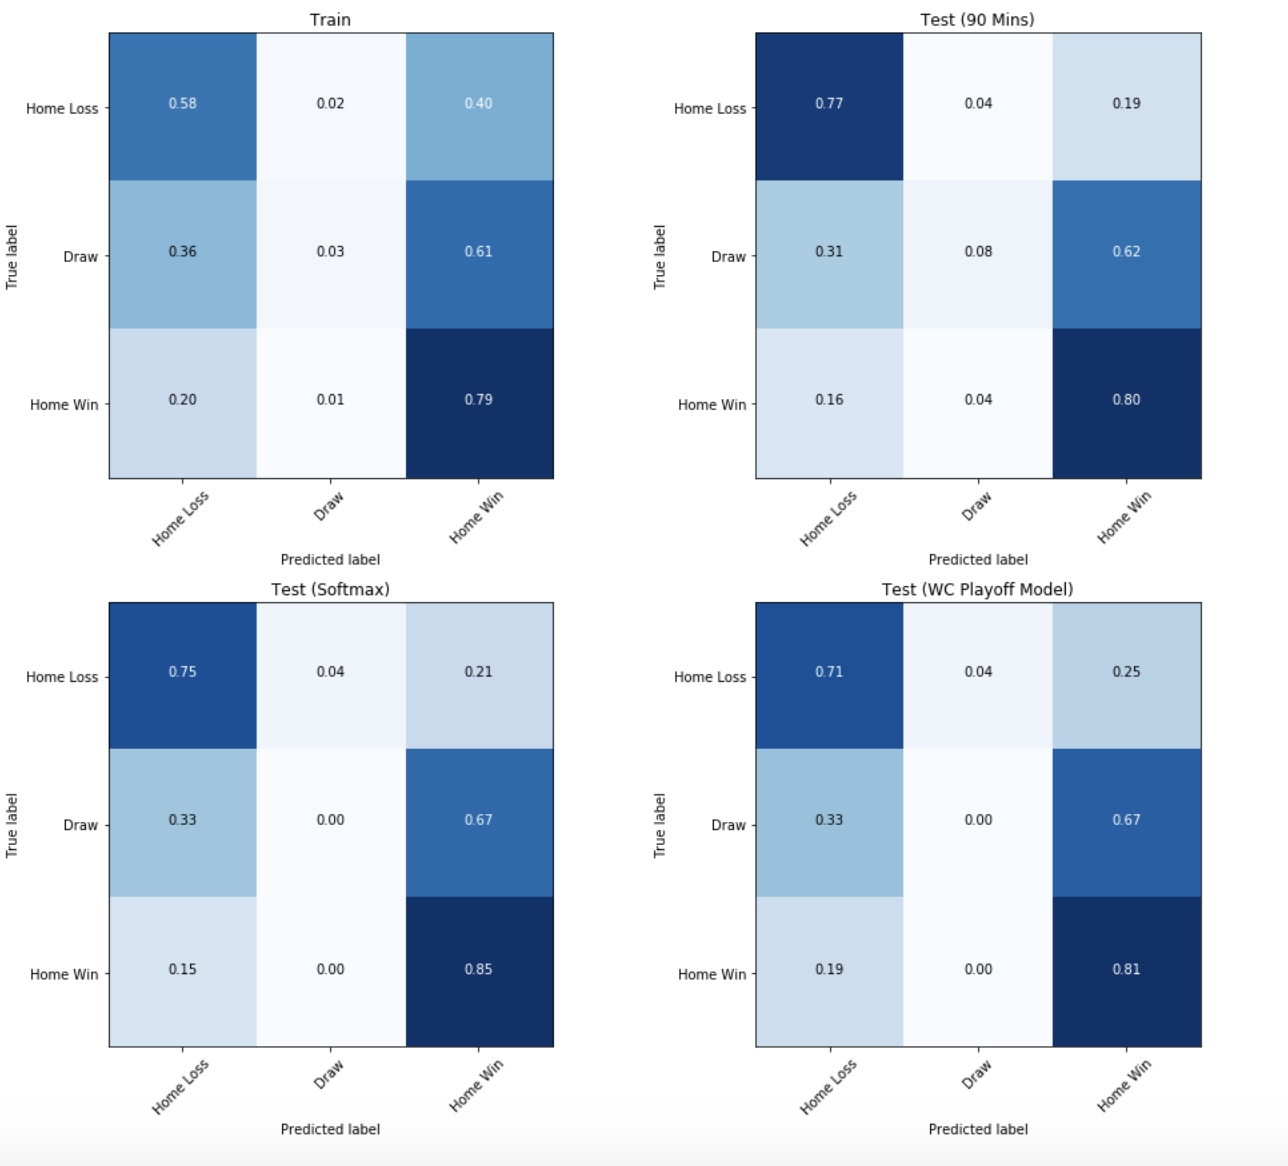 Train
Home Loss
0.58 0.02 0.40
Draw
0.36 0.03 0.61
Home Win
0.20 0.01 0.79
True label
Home Loss
Draw
Home Win
Predicted label
Test (90 Mins)
Home Loss
0.77 0.04 0.19
Draw
0.31 0.08 0.62
Home Win
0.16 0.04 0.80
True label
Home Loss
Draw
Home Win
Predicted label
Test (Softmax)
Home Loss
0.75 0.04 0.21
Draw
0.33 0.00 0.67
Home Win
0.15 0.00 0.85
True label
Home Loss
Draw
Home Win
Predicted label
Test (WC Playoff Model)
Home Loss
0.71 0.04 0.25
Draw
0.33 0.00 0.67
Home Win
0.19 0.00 0.81
True label
Home Loss
Draw
Home Win
Predicted label